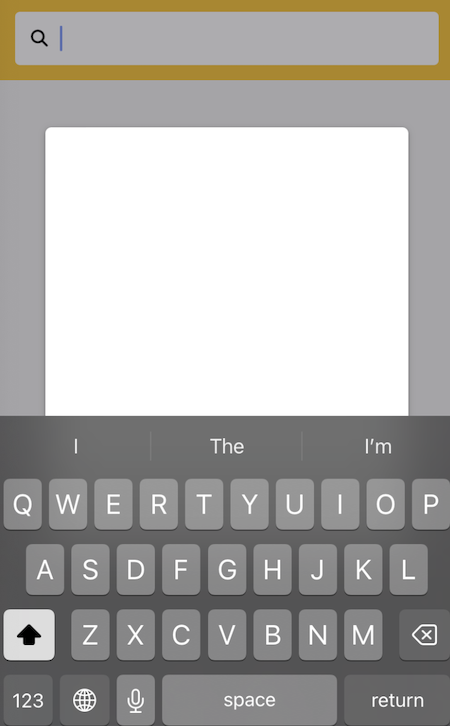 I The I'm
Q W E R T Y U I O P
A S D F G H J K L
Z X C V B N M
123 space return